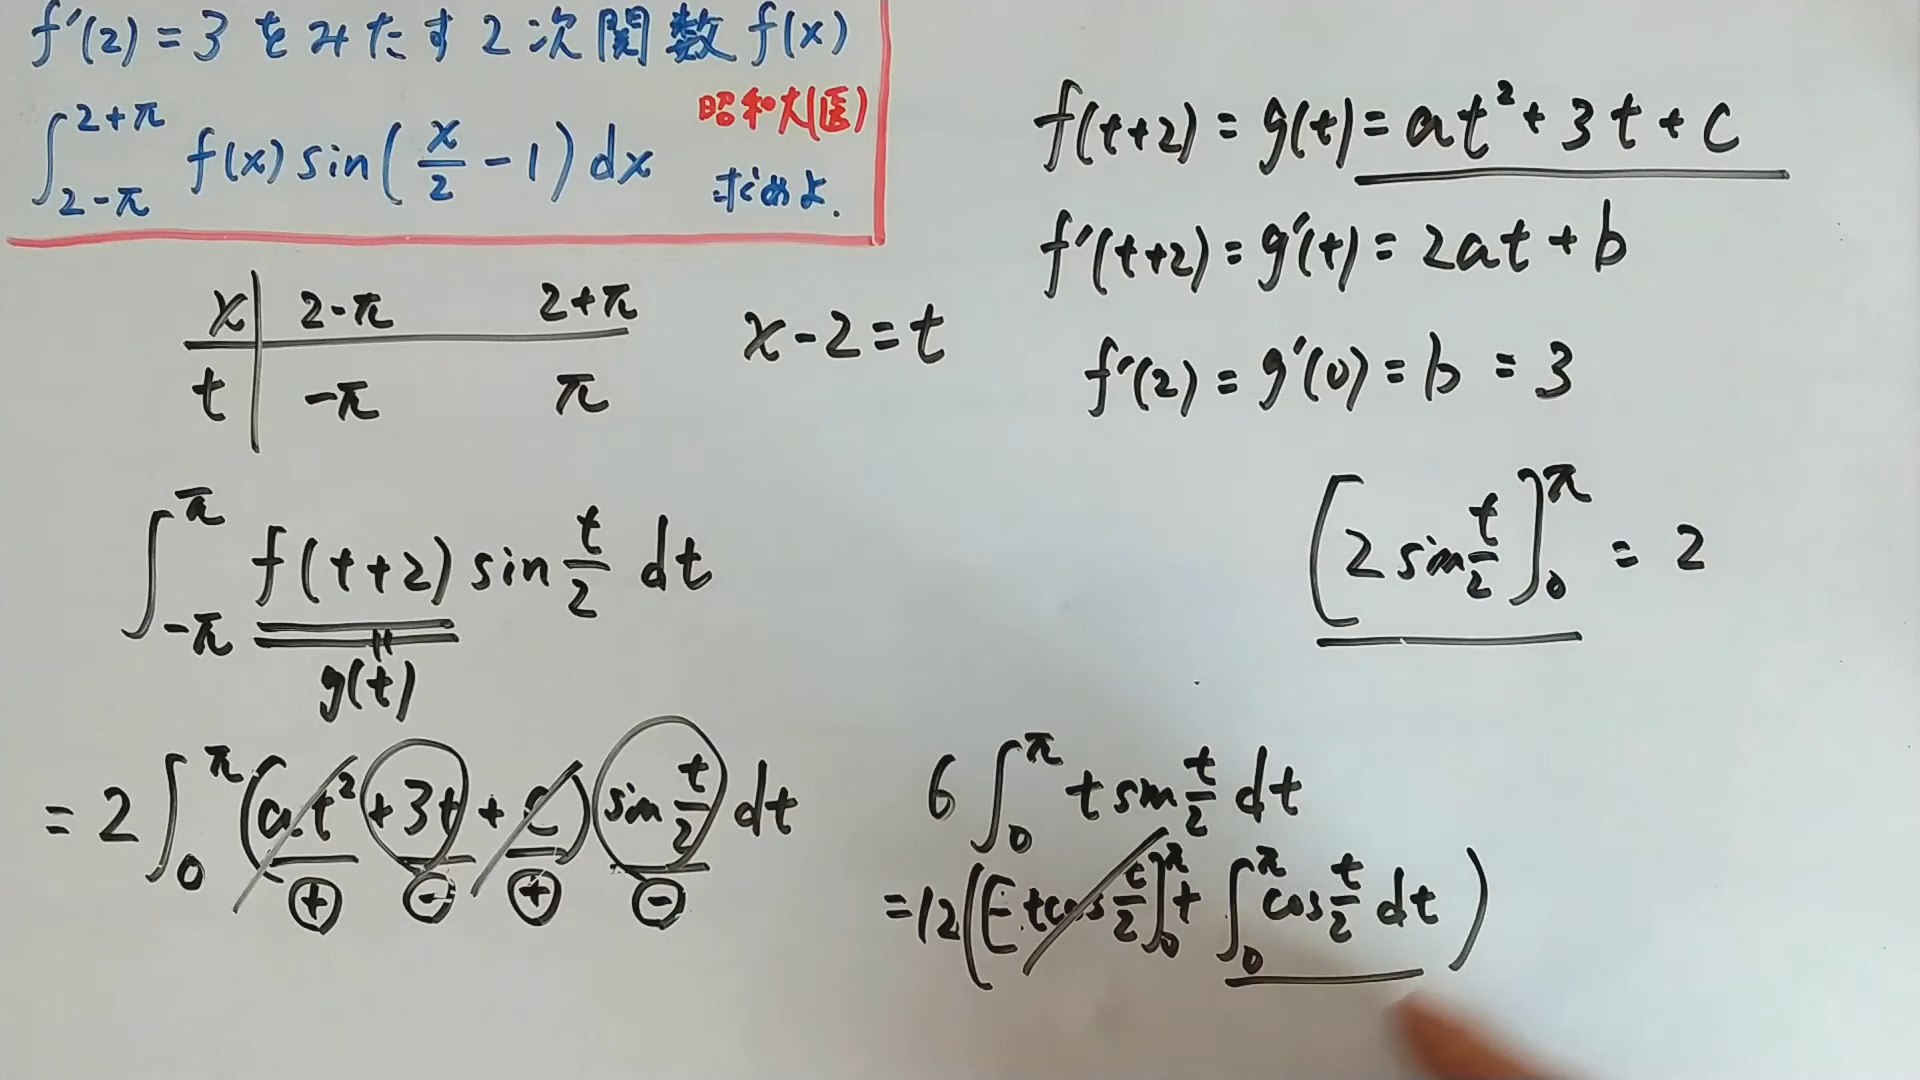 f'(2) = 3 をみたす2次関数 f(x)
∫_{2-π}^{2+π} f(x) sin(x/2 - 1) dx
昭和大(医)
求めよ.
x | 2-π 2+π
t | -π π
x-2=t
∫_{-π}^{π} f(t+2) sin t/2 dt
g(t)
= 2∫_0^π (at² + 3t + c) sin t/2 dt
⊕ ⊖ ⊕ ⊖
f(t+2) = g(t) = at² + 3t + c
f'(t+2) = g'(t) = 2at + b
f'(2) = g'(0) = b = 3
[2 sin t/2]_0^π = 2
6∫_0^π t sin t/2 dt
= 12([-t cos t/2]_0^π + ∫_0^π cos t/2 dt)